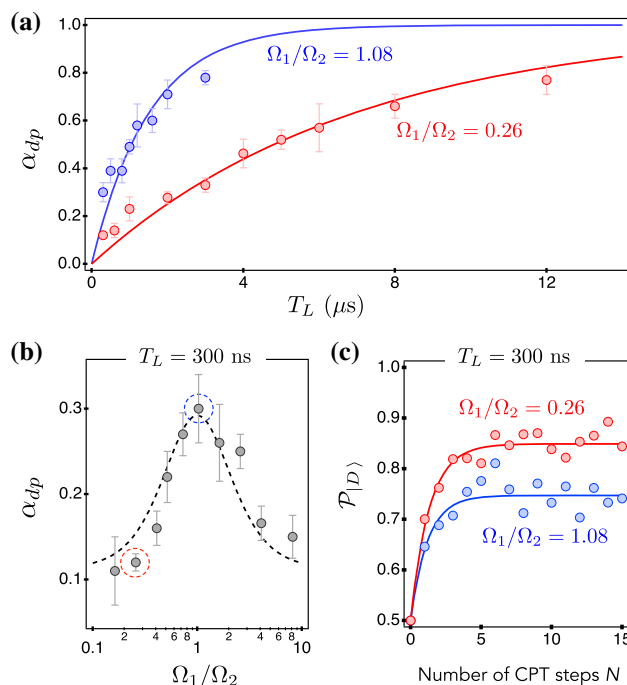 (a)
1.0
0.8
0.6
0.4
0.2
0.0
α_dp
Ω₁/Ω₂ = 1.08
Ω₁/Ω₂ = 0.26
0
4
8
12
T_L (μs)
(b)
T_L = 300 ns
0.3
0.2
0.1
α_dp
0.1
2
4
6
8
1
2
4
6
8
10
Ω₁/Ω₂
(c)
T_L = 300 ns
1.0
0.9
0.8
0.7
0.6
0.5
P_|D⟩
Ω₁/Ω₂ = 0.26
Ω₁/Ω₂ = 1.08
0
5
10
15
Number of CPT steps N